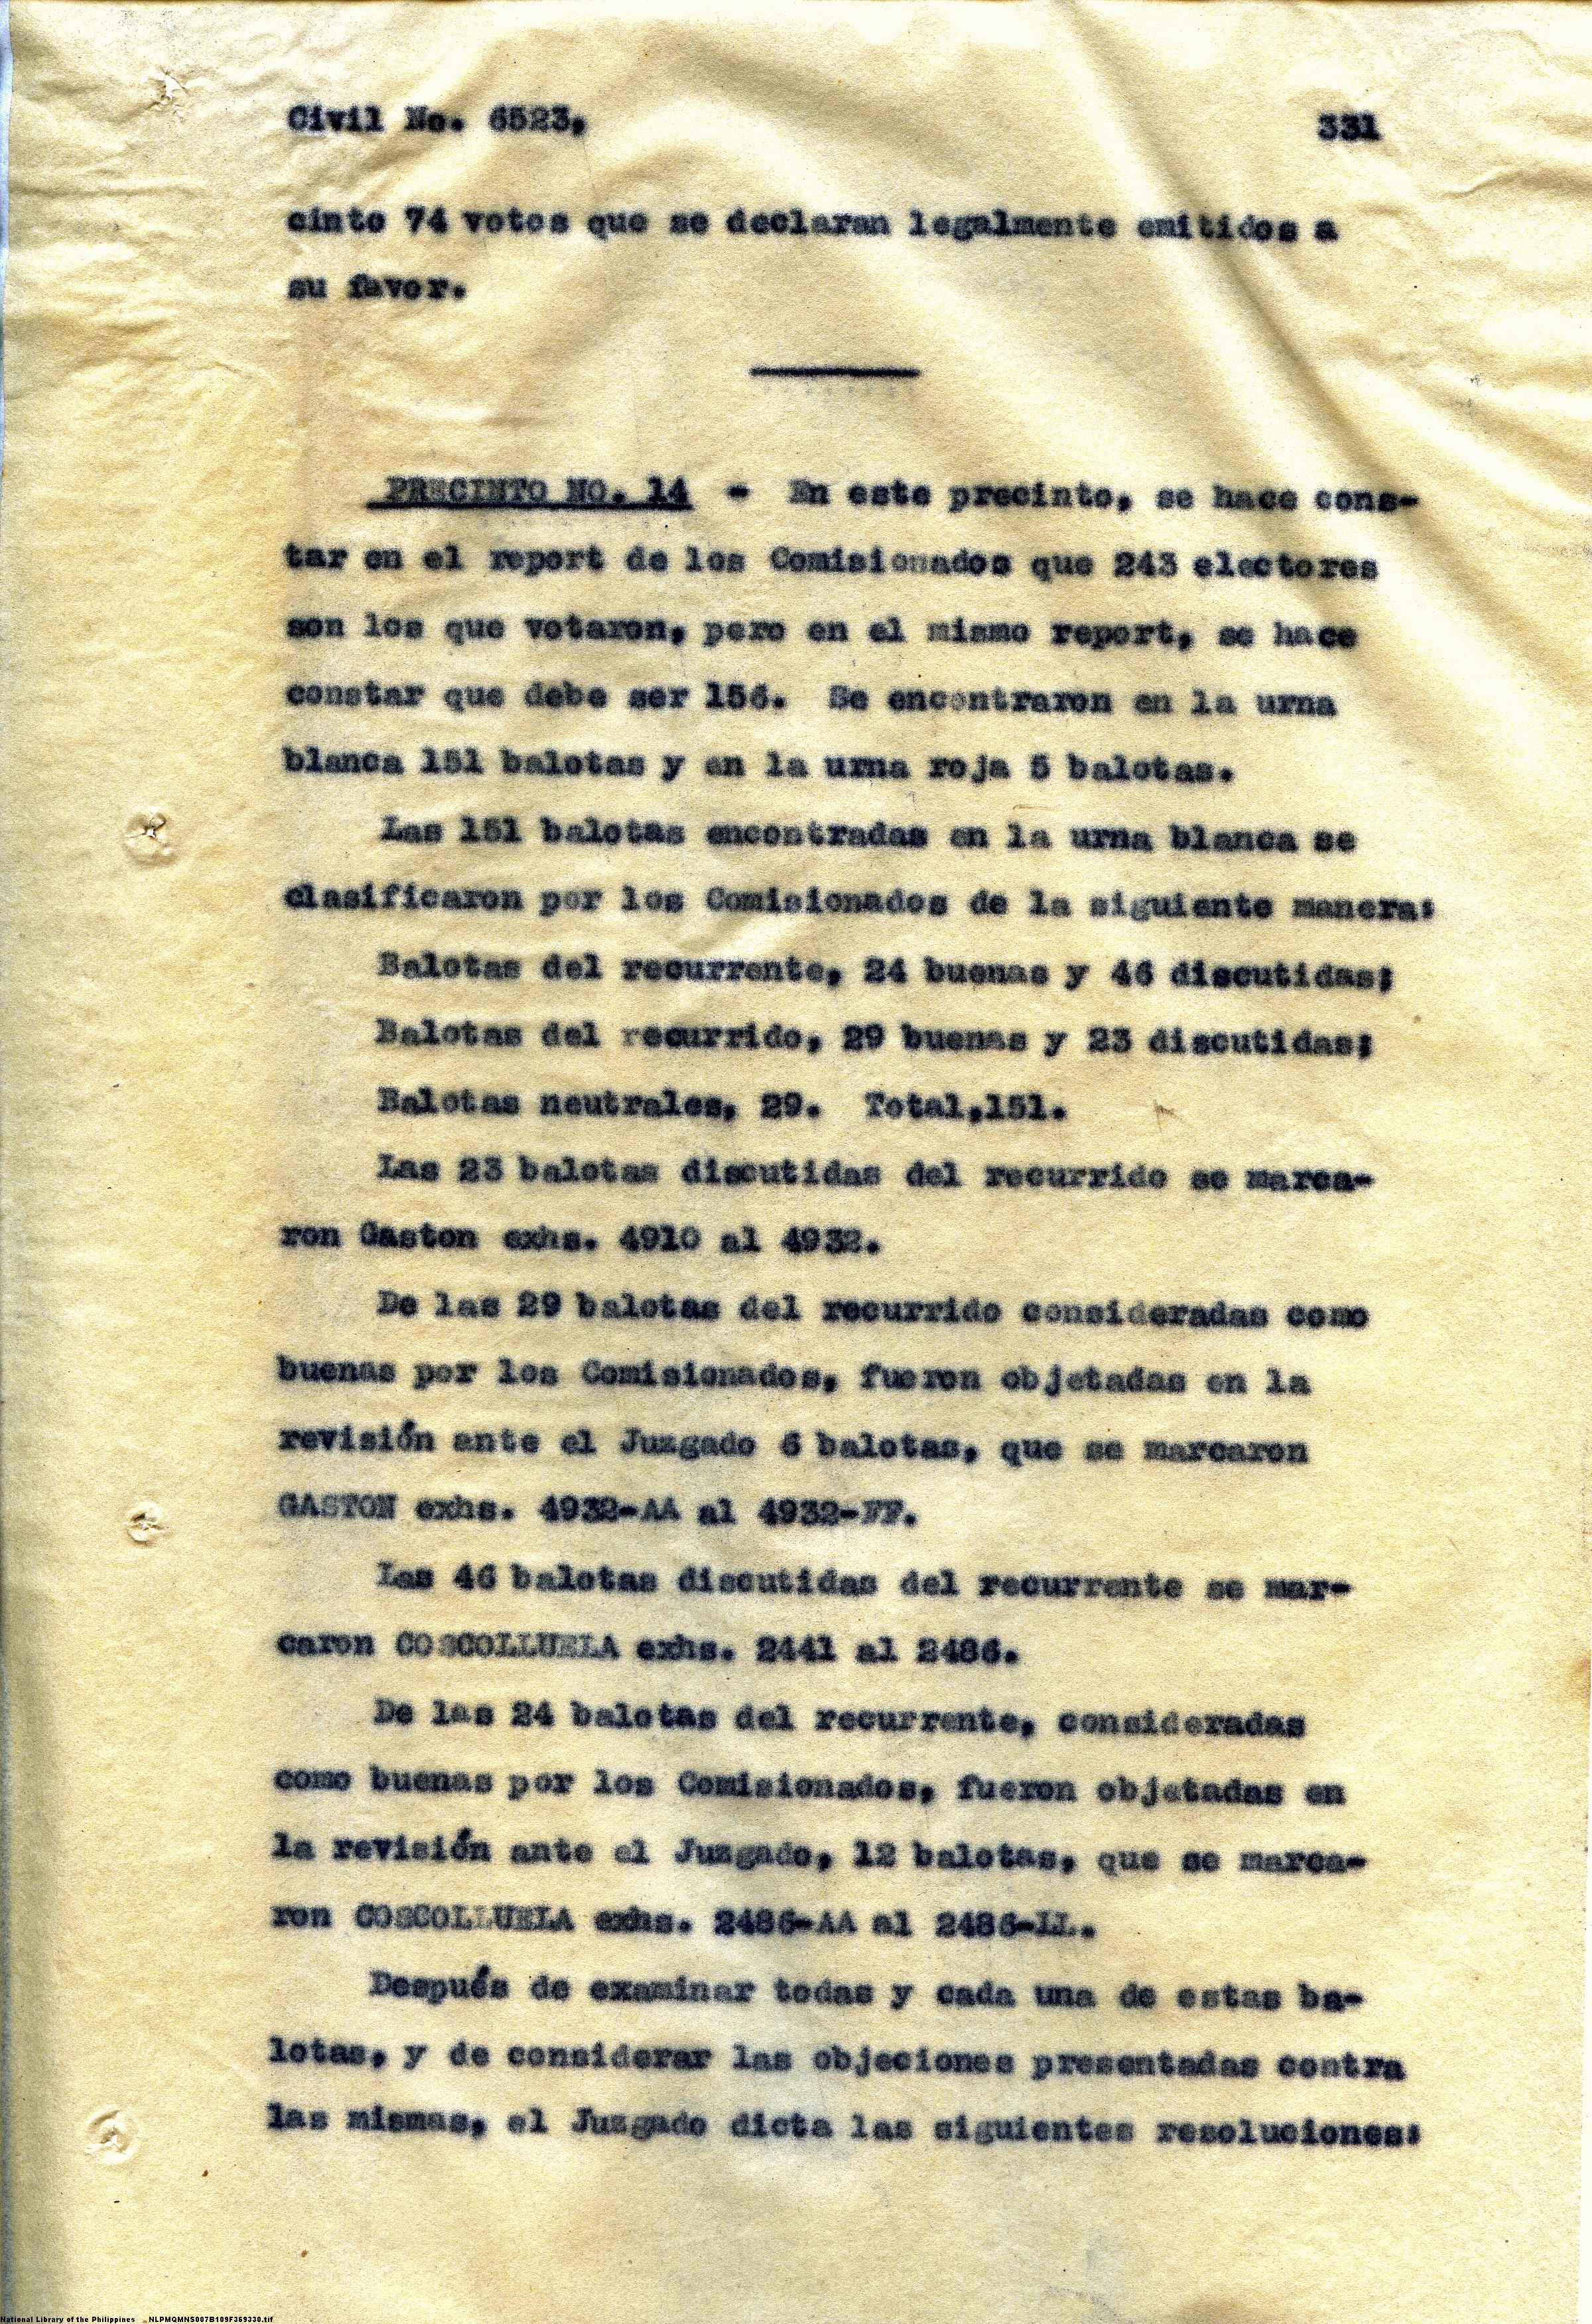 Civil No. 6523, 331
cinto 74 votos que se declaran legalmente emitidos a
su favor.
PRECINTO NO. 14 - En este precinto, se hace cons-
tar en el report de los Comisionados que 243 electores
son los que votaron, pero en el mismo report, se hace
constar que debe ser 156. Se encontraron en la urna
blanca 151 balotas y en la urna roja 5 balotas.
Las 151 balotas encontradas en la urna blanca se
clasificaron por los Comisionados de la siguiente manera:
Balotas del recurrente, 24 buenas y 46 discutidas;
Balotas del recurrido, 29 buenas y 23 discutidas;
Balotas neutrales, 29. Total,151.
Las 23 balotas discutidas del recurrido se marca-
ron Gaston exhs. 4910 al 4932.
De las 29 balotas del recurrido consideradas como
buenas por los Comisionados, fueron objetadas en la
revisión ante el Juzgado 6 balotas, que se marcaron
GASTON exhs. 4932-AA al 4932-FF.
Las 46 balotas discutidas del recurrente se mar-
caron COSCOLLUELA exhs. 2441 al 2486.
De las 24 balotas del recurrente, consideradas
como buenas por los Comisionados, fueron objetadas en
la revisión ante el Juzgado, 12 balotas, que se marca-
ron COSCOLLUELA exhs. 2486-AA al 2486-LL.
Después de examinar todas y cada una de estas ba-
lotas, y de considerar las objeciones presentadas contra
las mismas, el Juzgado dicta las siguientes resoluciones:
National Library of the Philippines NLPMQMNS007B109F369330.tif